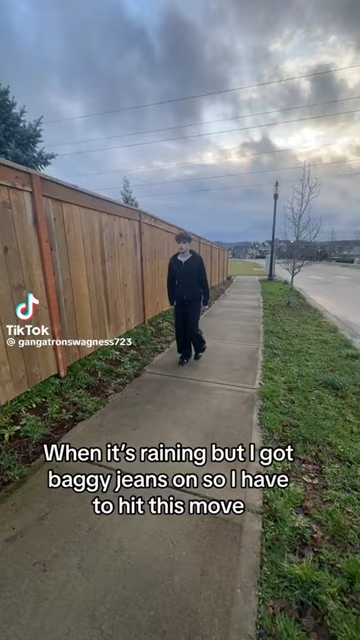 TikTok
@ gangatronswagness723
When it's raining but I got
baggy jeans on so I have
to hit this move